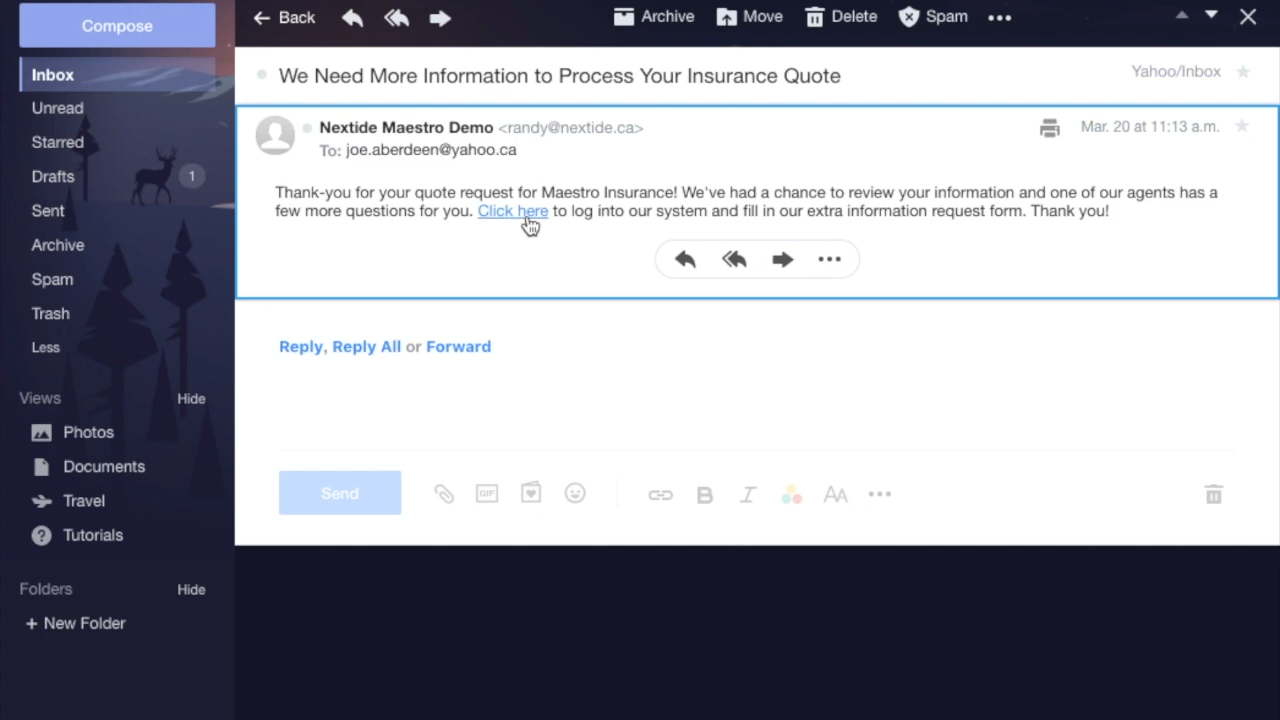 Compose
Back
Archive
Move
Delete
Spam
Inbox
Unread
Starred
Drafts
1
Sent
Archive
Spam
Trash
Less
Views
Hide
Photos
Documents
Travel
Tutorials
Folders
Hide
+ New Folder
We Need More Information to Process Your Insurance Quote
Yahoo/Inbox
Nextide Maestro Demo <randy@nextide.ca>
Mar. 20 at 11:13 a.m.
To: joe.aberdeen@yahoo.ca
Thank-you for your quote request for Maestro Insurance! We've had a chance to review your information and one of our agents has a
few more questions for you. Click here to log into our system and fill in our extra information request form. Thank you!
Reply, Reply All or Forward
Send
GIF
B
I
AA